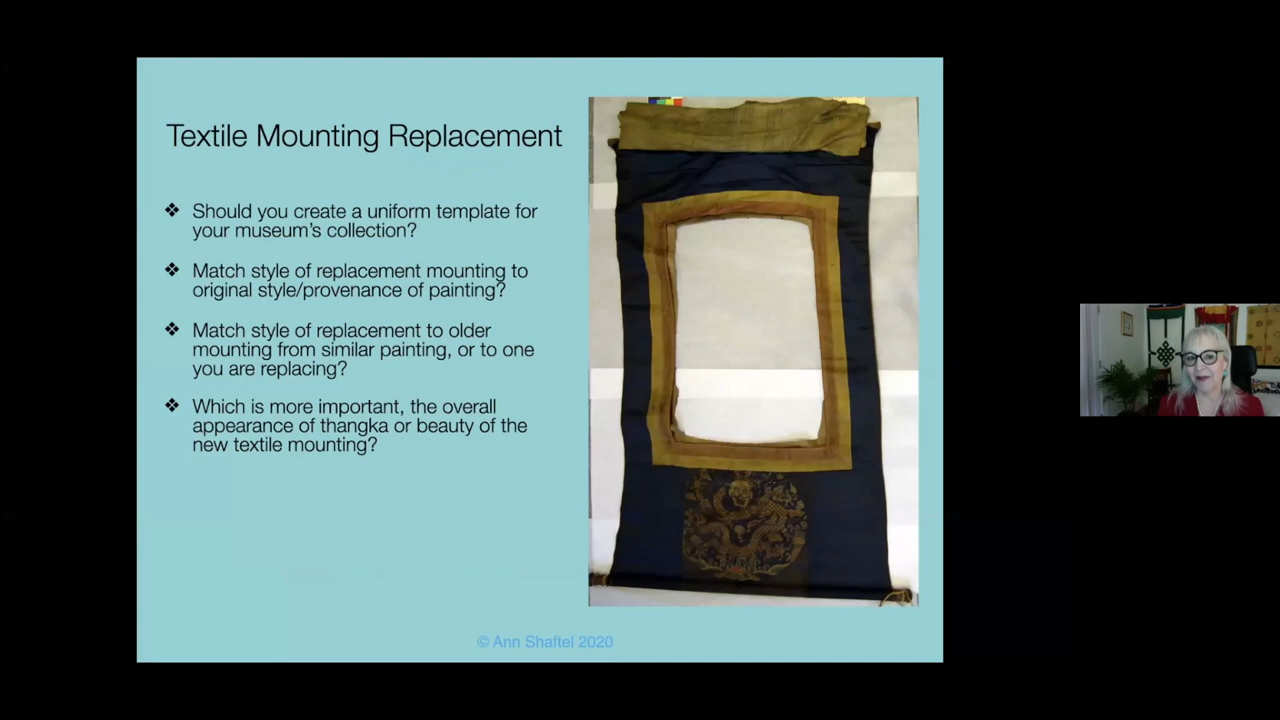 Textile Mounting Replacement
❖ Should you create a uniform template for
your museum's collection?
❖ Match style of replacement mounting to
original style/provenance of painting?
❖ Match style of replacement to older
mounting from similar painting, or to one
you are replacing?
❖ Which is more important, the overall
appearance of thangka or beauty of the
new textile mounting?
© Ann Shaftel 2020